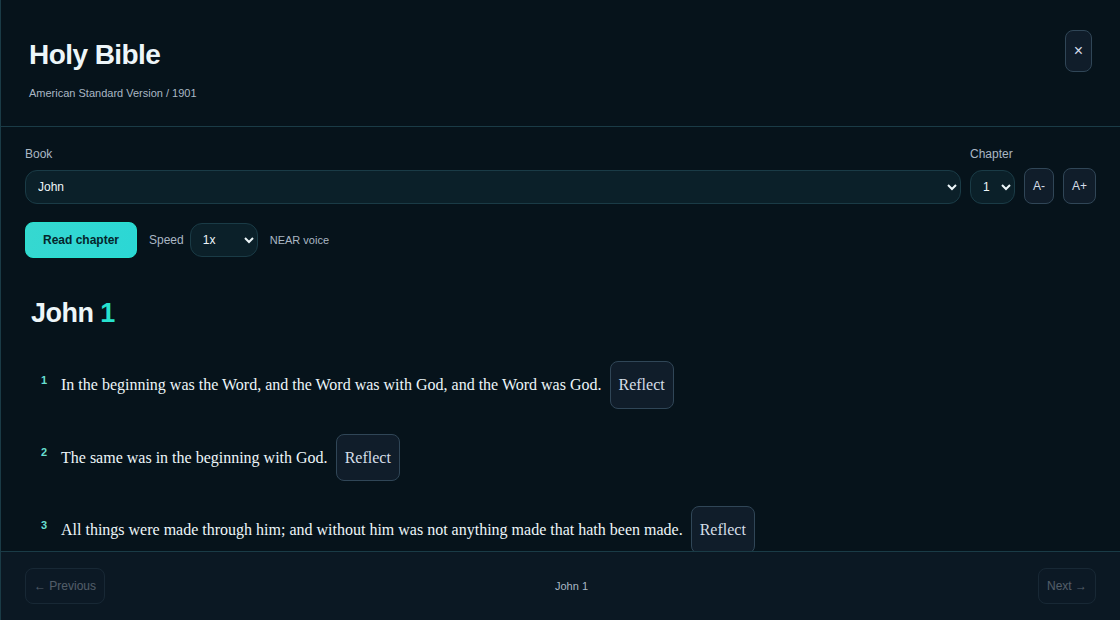 Holy Bible
×
American Standard Version / 1901
Book
Chapter
John
1
A-
A+
Read chapter
Speed
1x
NEAR voice
John 1
1 In the beginning was the Word, and the Word was with God, and the Word was God. Reflect
2 The same was in the beginning with God. Reflect
3 All things were made through him; and without him was not anything made that hath been made. Reflect
← Previous
John 1
Next →